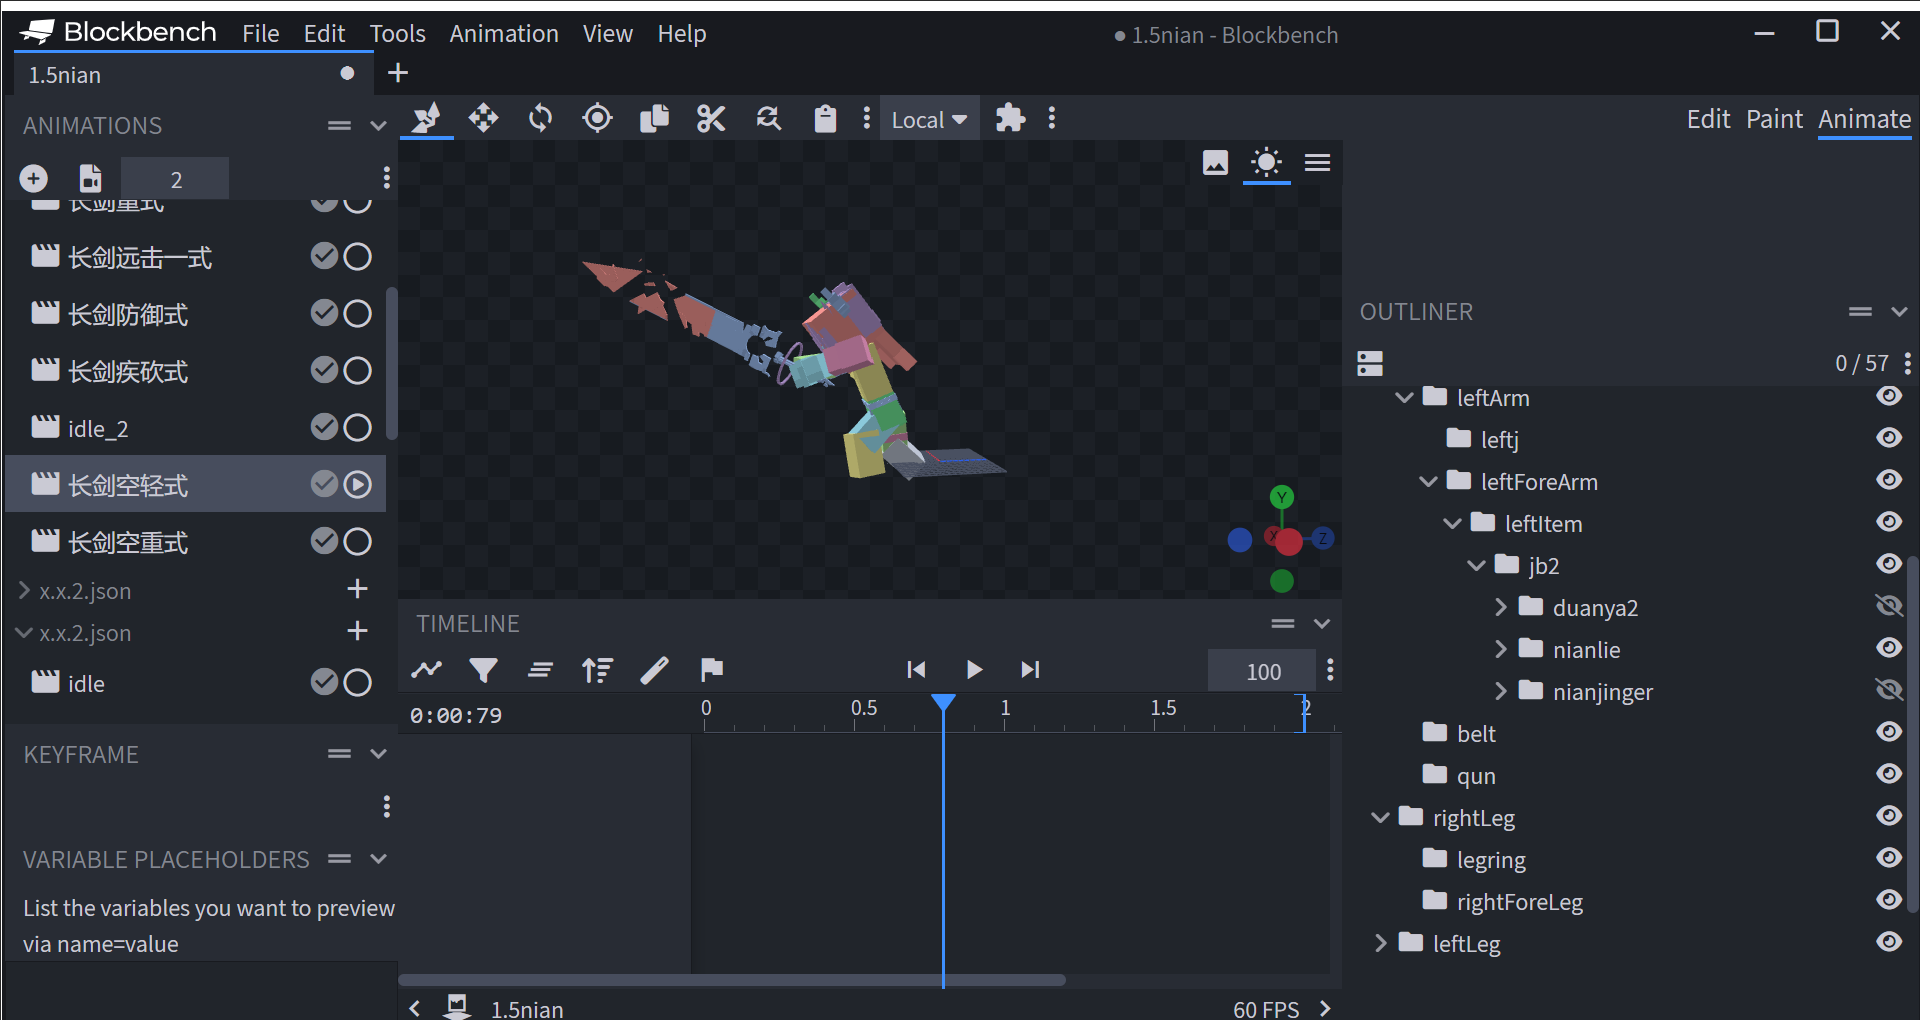 Blockbench File Edit Tools Animation View Help
1.5nian - Blockbench
1.5nian
ANIMATIONS
2
长剑重式
长剑远击一式
长剑防御式
长剑疾砍式
idle_2
长剑空轻式
长剑空重式
x.x.2.json
x.x.2.json
idle
KEYFRAME
VARIABLE PLACEHOLDERS
List the variables you want to preview
via name=value
Local
Edit Paint Animate
Y
X
Z
TIMELINE
100
0:00:79
0 0.5 1 1.5 2
1.5nian
60 FPS
OUTLINER
0 / 57
leftArm
leftj
leftForeArm
leftItem
jb2
duanya2
nianlie
nianjinger
belt
qun
rightLeg
legring
rightForeLeg
leftLeg